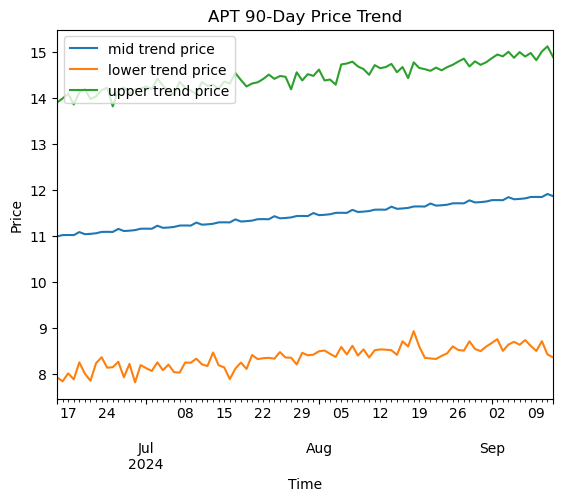 APT 90-Day Price Trend
mid trend price
lower trend price
upper trend price
15
14
13
12
11
10
9
8
Price
17 24 08 15 22 29 05 12 19 26 02 09
Jul Aug Sep
2024
Time